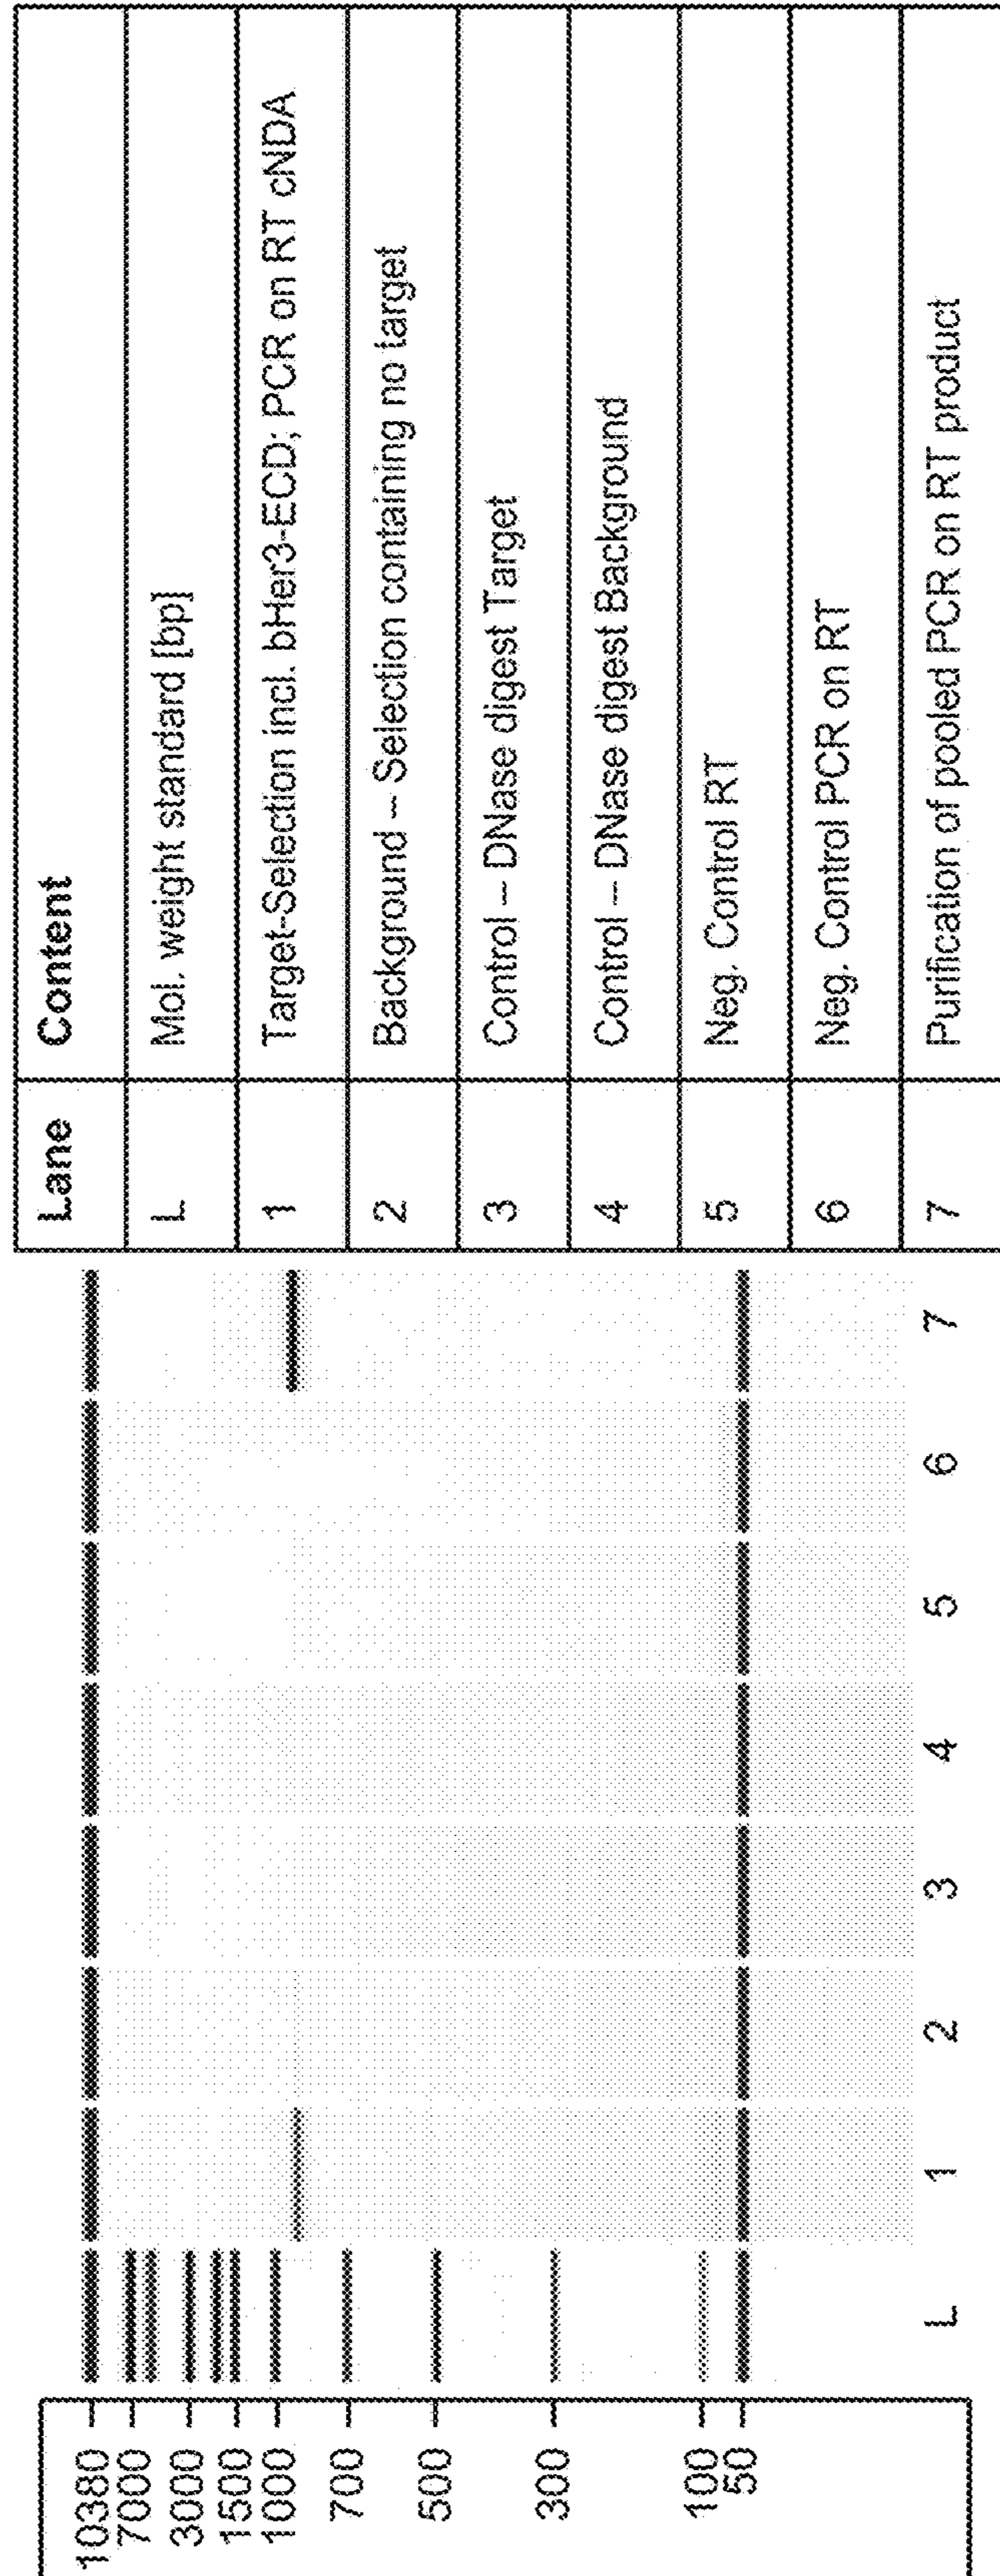 10380
7000
3000
1500
1000
700
500
300
100
50
L 1 2 3 4 5 6 7
Lane Content
L Mol. weight standard [bp]
1 Target-Selection incl. bHer3-ECD; PCR on RT cNDA
2 Background – Selection containing no target
3 Control – DNase digest Target
4 Control – DNase digest Background
5 Neg. Control RT
6 Neg. Control PCR on RT
7 Purification of pooled PCR on RT product